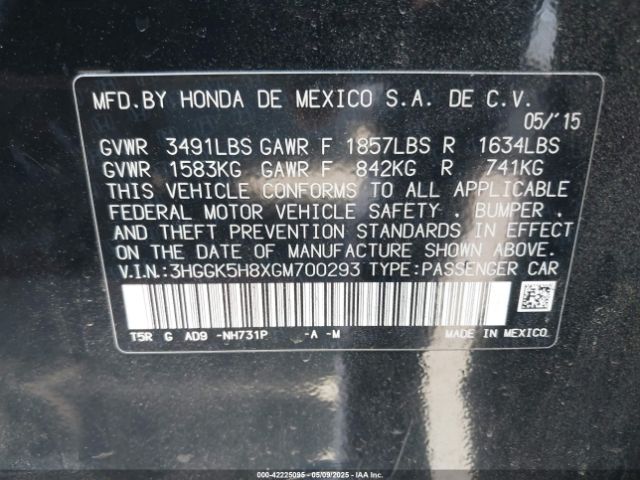 MFD.BY HONDA DE MEXICO S.A. DE C.V.
05/'15
GVWR 3491LBS GAWR F 1857LBS R 1634LBS
GVWR 1583KG GAWR F 842KG R 741KG
THIS VEHICLE CONFORMS TO ALL APPLICABLE
FEDERAL MOTOR VEHICLE SAFETY , BUMPER ,
AND THEFT PREVENTION STANDARDS IN EFFECT
ON THE DATE OF MANUFACTURE SHOWN ABOVE.
V.I.N.:3HGGK5H8XGM700293 TYPE:PASSENGER CAR
T5R G AD9 -NH731P -A -M MADE IN MEXICO
000-42225095 - 05/09/2025 - IAAI.COM